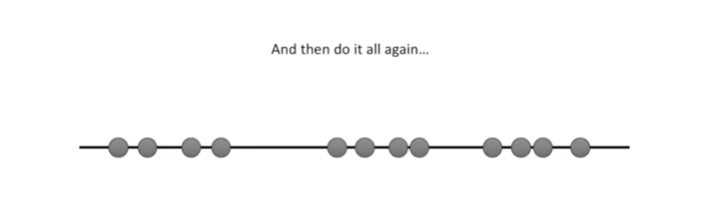 And then do it all again...